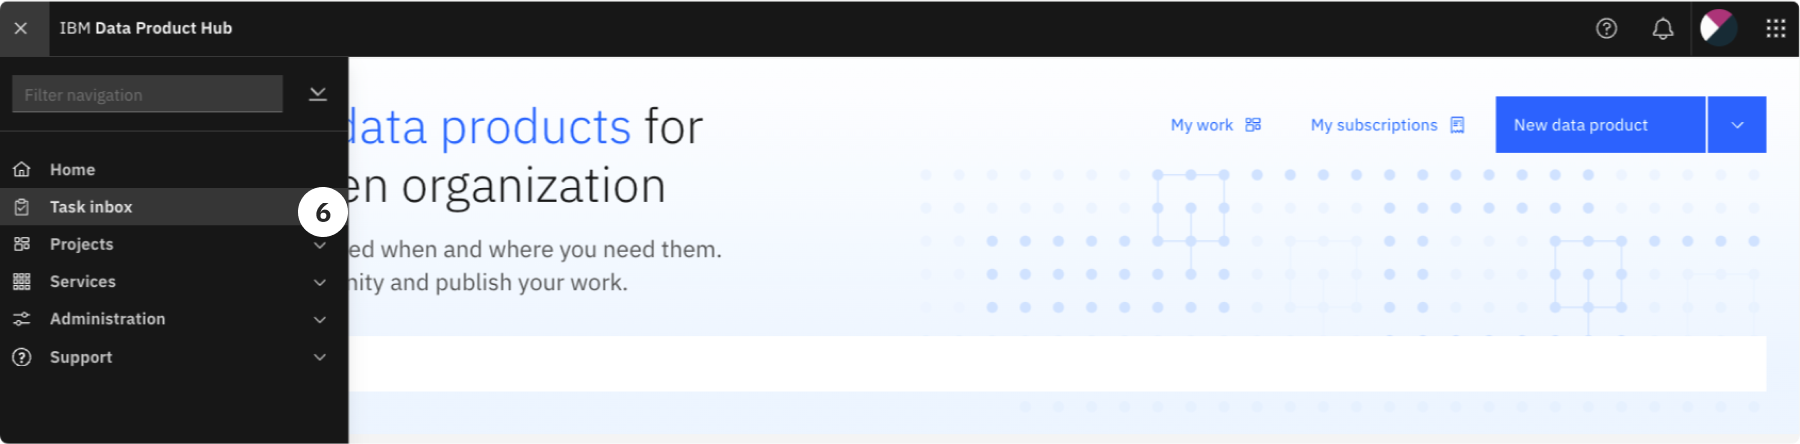 IBM Data Product Hub
Filter navigation
Home
Task inbox
6
Projects
Services
Administration
Support
data products for
en organization
ed when and where you need them.
nity and publish your work.
My work
My subscriptions
New data product